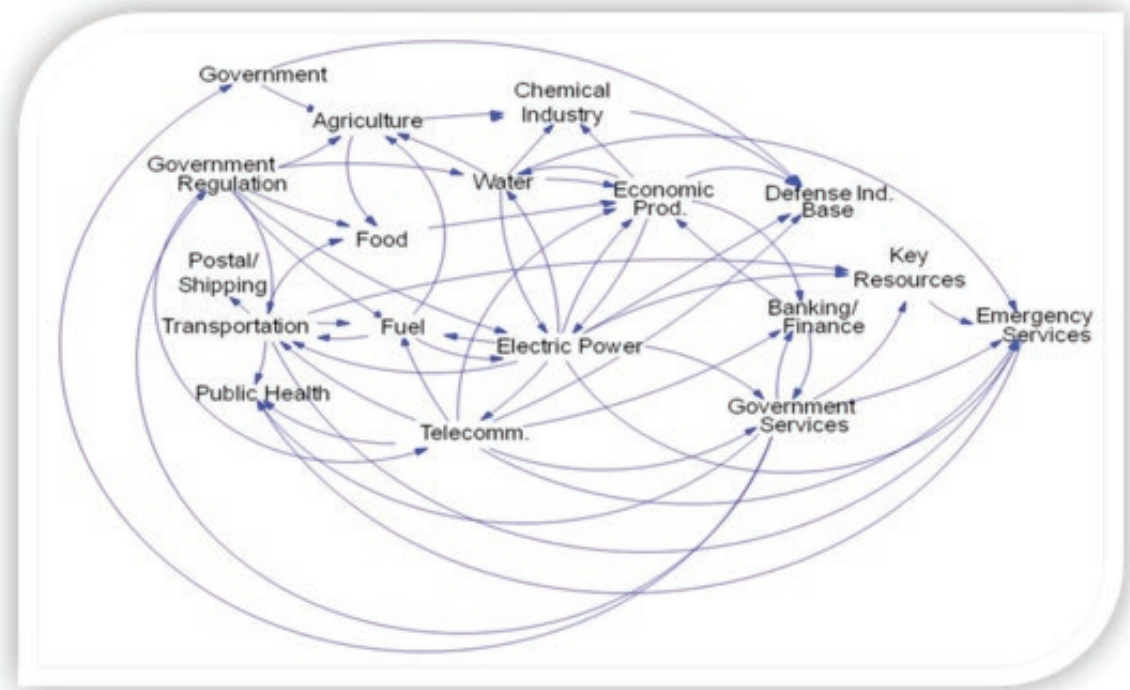 Government
Chemical
Industry
Agriculture
Government
Regulation
Water
Economic
Prod.
Defense Ind.
Base
Food
Postal/
Shipping
Key
Resources
Transportation
Fuel
Electric Power
Banking/
Finance
Emergency
Services
Public Health
Telecomm.
Government
Services